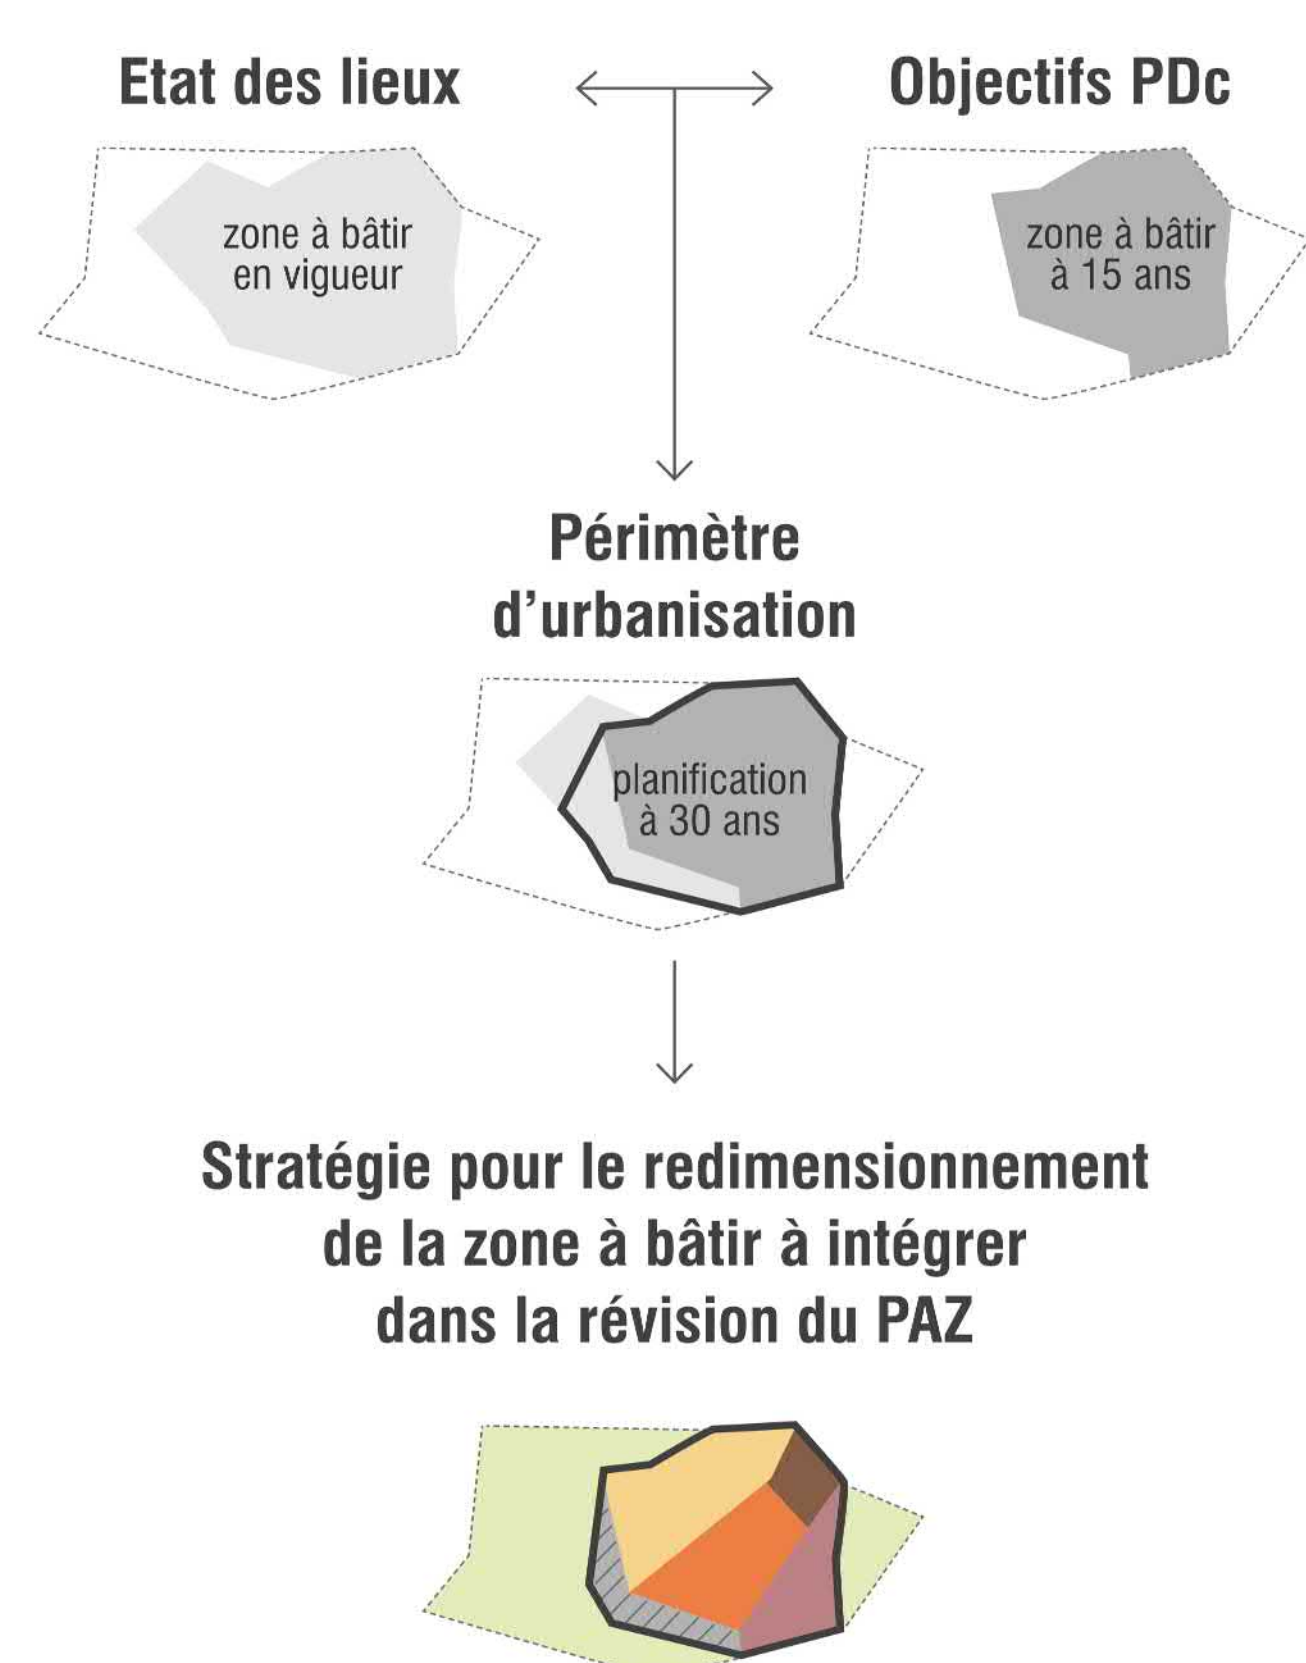 Etat des lieux
Objectifs PDc
zone à bâtir
en vigueur
zone à bâtir
à 15 ans
Périmètre
d’urbanisation
planification
à 30 ans
Stratégie pour le redimensionnement
de la zone à bâtir à intégrer
dans la révision du PAZ